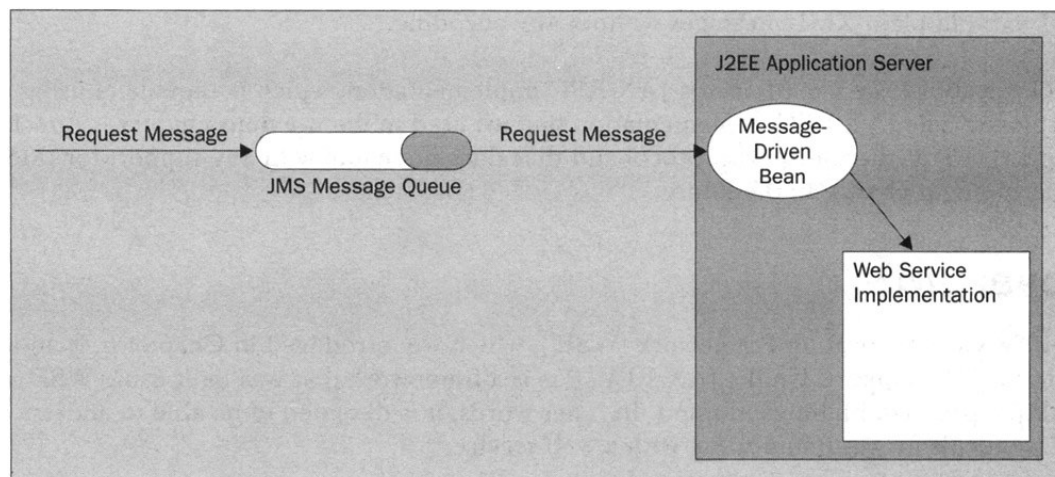 J2EE Application Server
Request Message
Request Message
Message-
Driven
Bean
JMS Message Queue
Web Service
Implementation